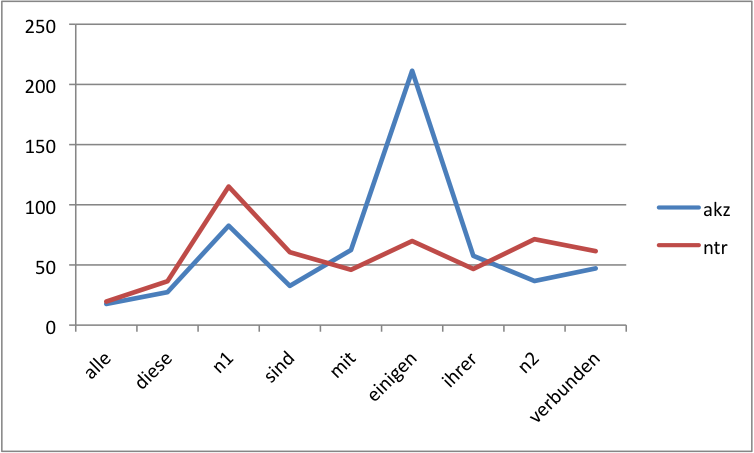 250
200
150
100
50
0
alle
diese
n1
sind
mit
einigen
ihrer
n2
verbunden
akz
ntr